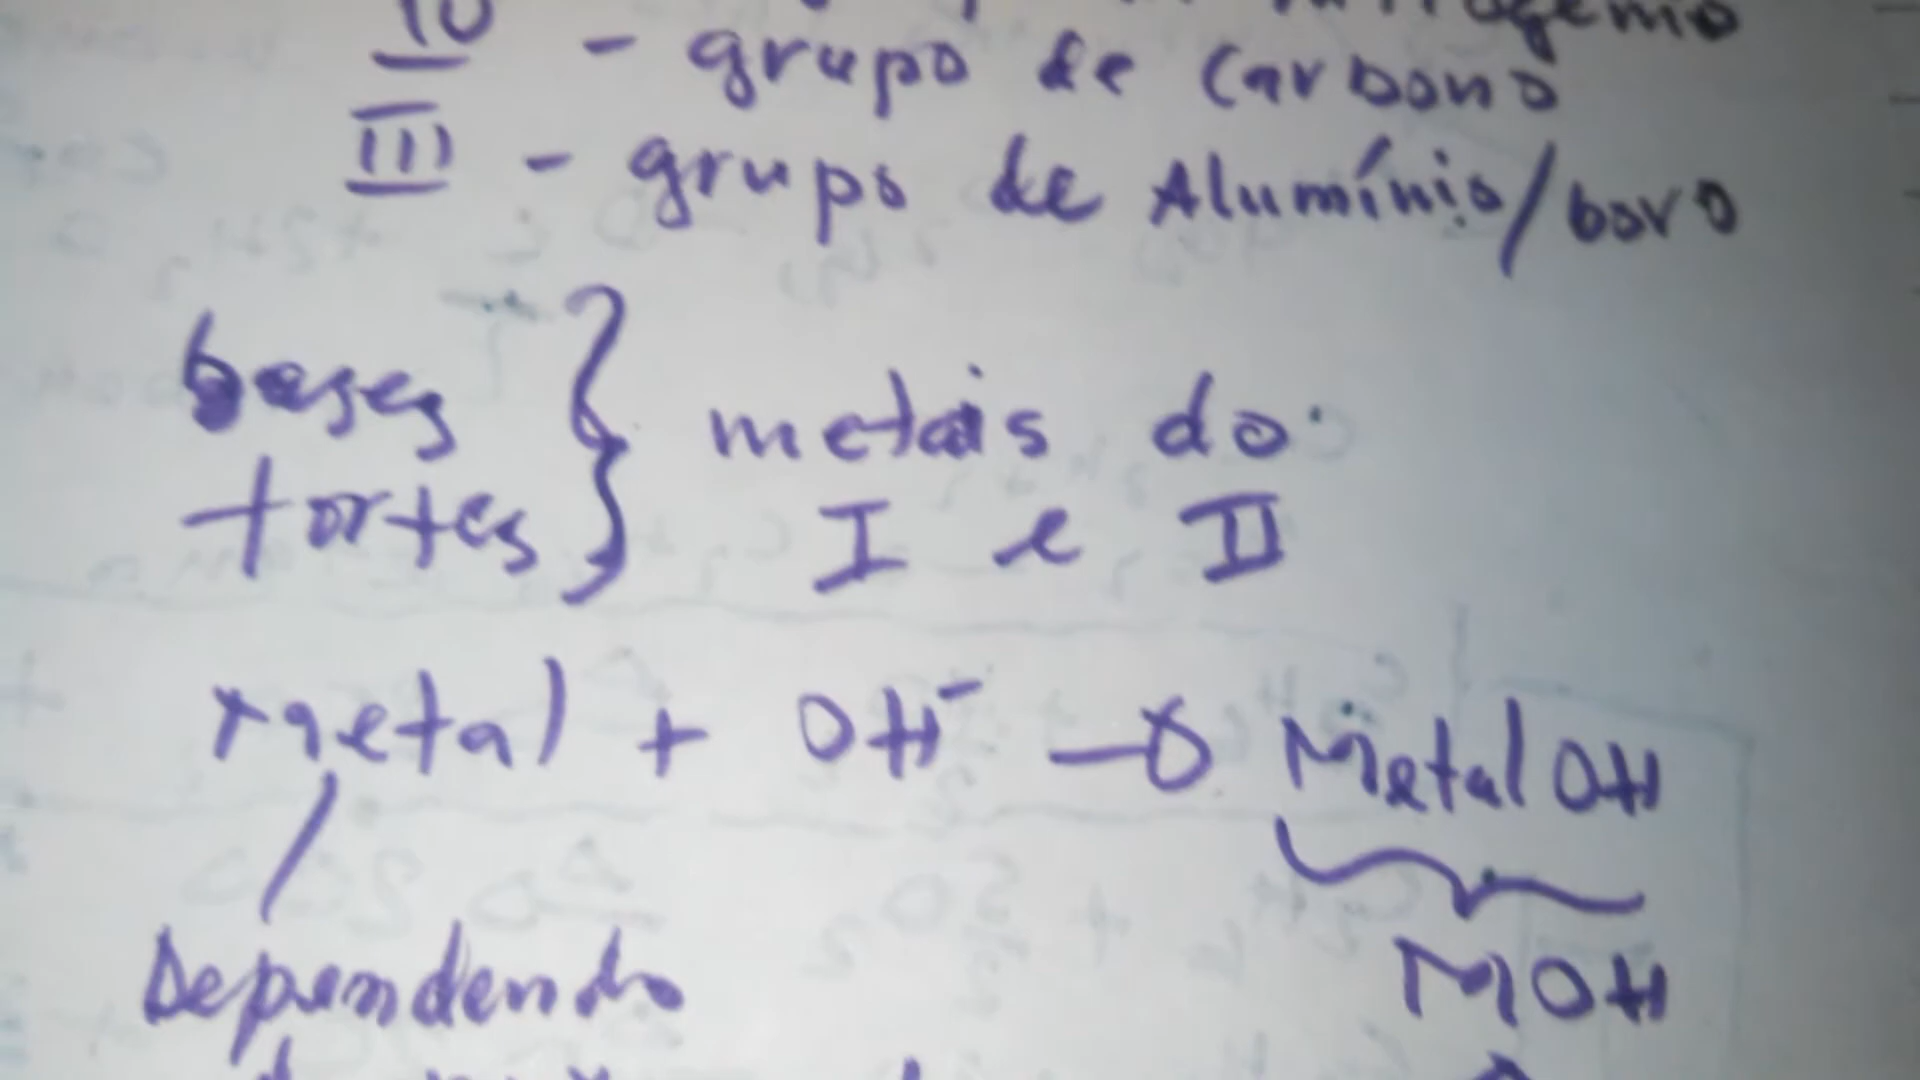 IV - grupo de Carbono
III - grupo de Alumínio/boro
bases fortes } metais do
I e II
Metal + OH⁻ → MetalOH
MOH
Dependendo